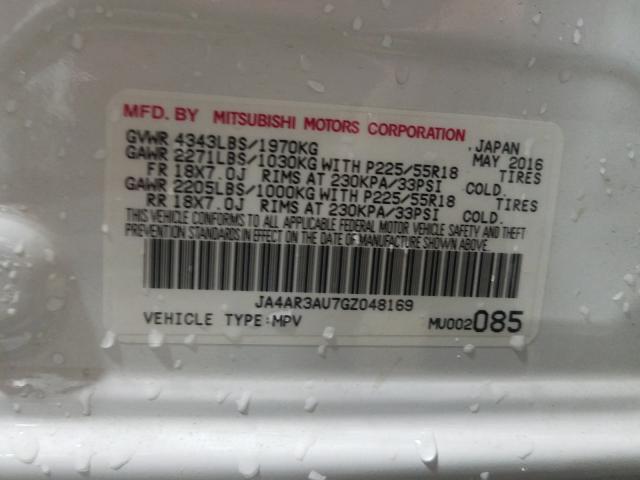 MFD. BY MITSUBISHI MOTORS CORPORATION, JAPAN
GVWR 4343LBS/1970KG MAY 2016
GAWR 2271LBS/1030KG WITH P225/55R18 TIRES
FR 18X7.0J RIMS AT 230KPA/33PSI COLD.
GAWR 2205LBS/1000KG WITH P225/55R18 TIRES
RR 18X7.0J RIMS AT 230KPA/33PSI COLD.
THIS VEHICLE CONFORMS TO ALL APPLICABLE FEDERAL MOTOR VEHICLE SAFETY AND THEFT
PREVENTION STANDARDS IN EFFECT ON THE DATE OF MANUFACTURE SHOWN ABOVE.
JA4AR3AU7GZ048169
VEHICLE TYPE:MPV MU002085